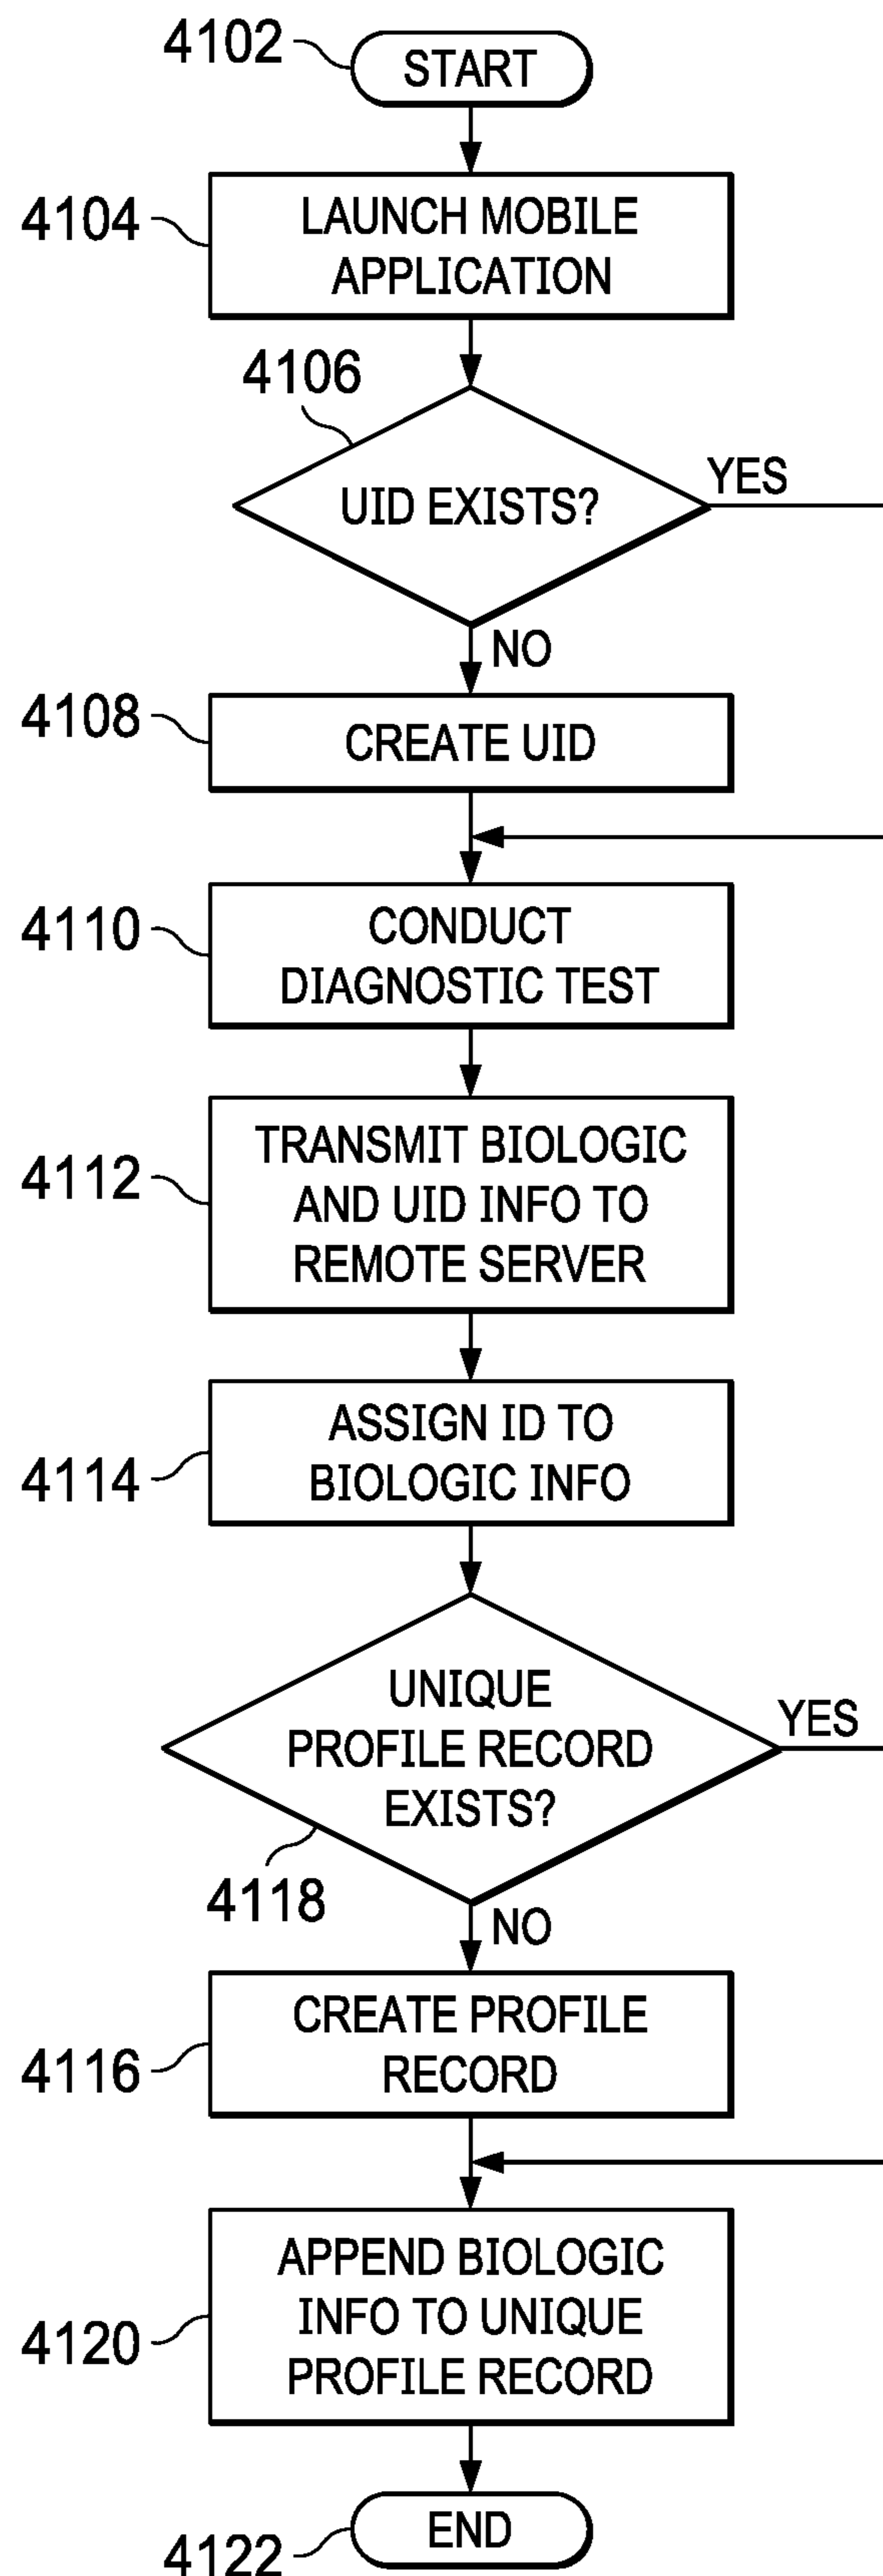 4102
START
4104
LAUNCH MOBILE
APPLICATION
4106
UID EXISTS?
YES
NO
4108
CREATE UID
4110
CONDUCT
DIAGNOSTIC TEST
4112
TRANSMIT BIOLOGIC
AND UID INFO TO
REMOTE SERVER
4114
ASSIGN ID TO
BIOLOGIC INFO
UNIQUE
PROFILE RECORD
EXISTS?
YES
4118
NO
4116
CREATE PROFILE
RECORD
4120
APPEND BIOLOGIC
INFO TO UNIQUE
PROFILE RECORD
4122
END